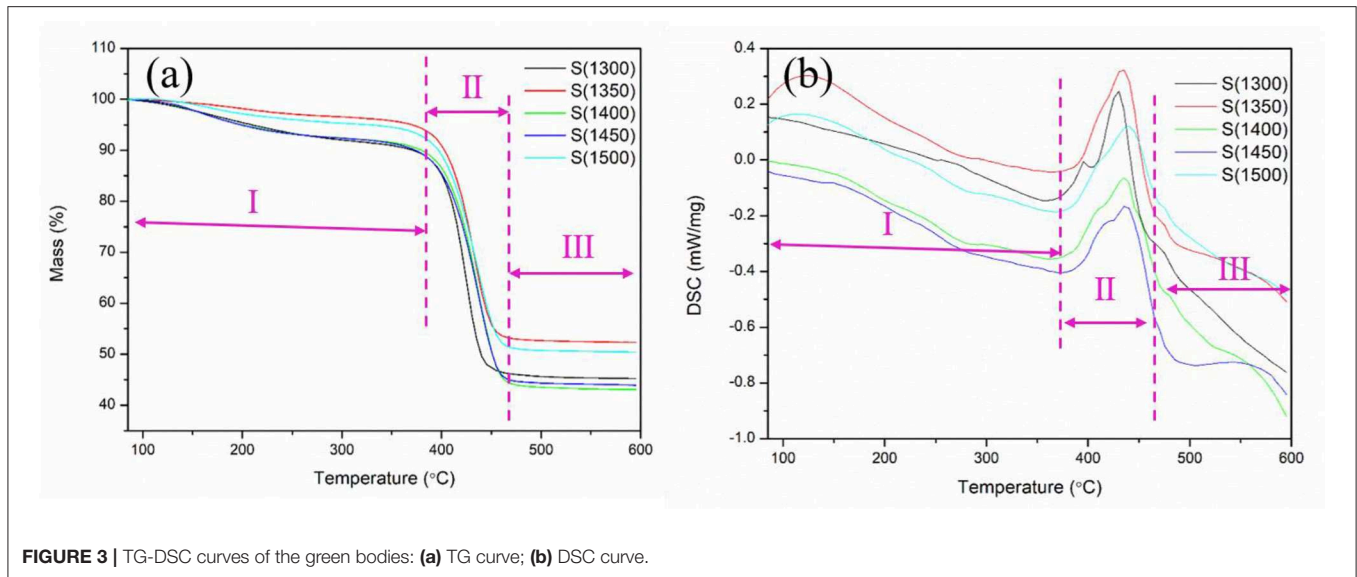 (a)
S(1300)
S(1350)
S(1400)
S(1450)
S(1500)
I
II
III
110
100
90
80
70
60
50
40
Mass (%)
100 200 300 400 500 600
Temperature (°C)
(b)
S(1300)
S(1350)
S(1400)
S(1450)
S(1500)
I
II
III
0.4
0.2
0.0
-0.2
-0.4
-0.6
-0.8
-1.0
DSC (mW/mg)
100 200 300 400 500 600
Temperature (°C)
FIGURE 3 | TG-DSC curves of the green bodies: (a) TG curve; (b) DSC curve.